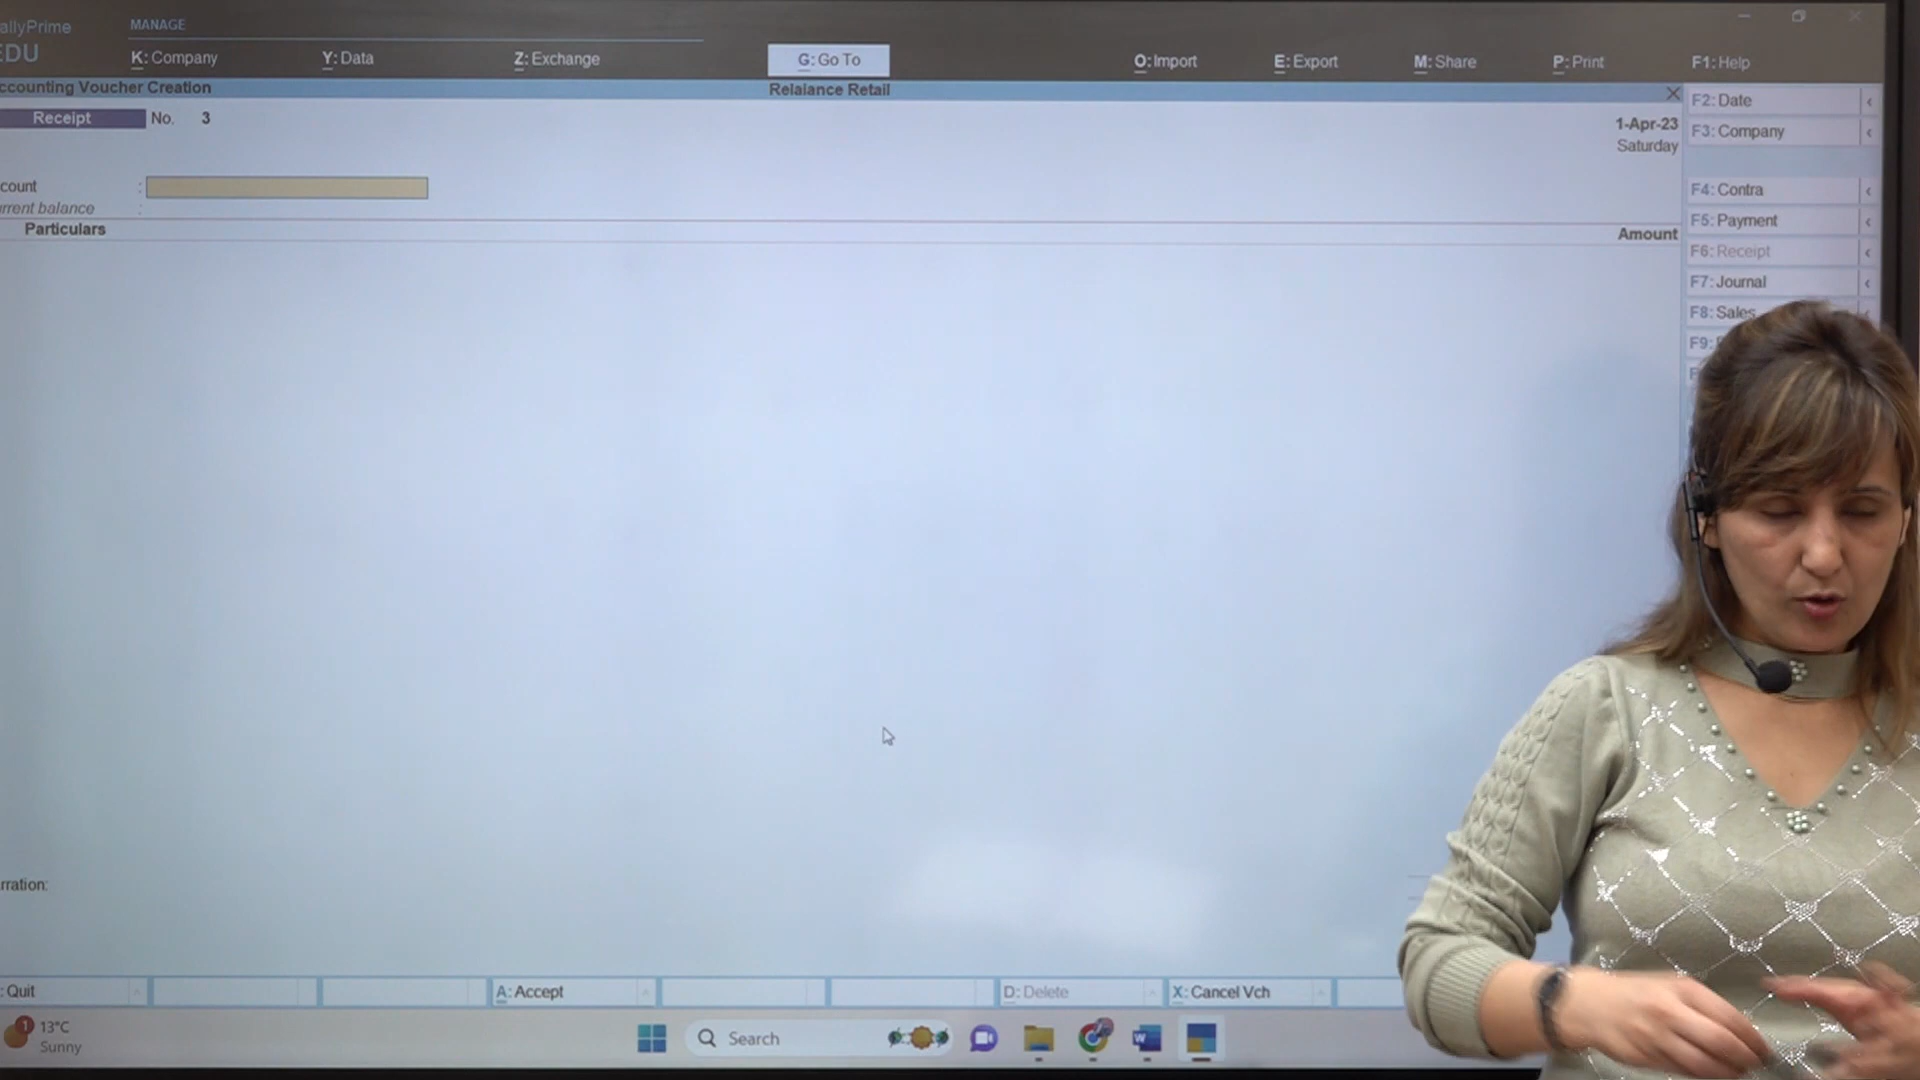 allyPrime
EDU
MANAGE
K: Company
Y: Data
Z: Exchange
G: Go To
O: Import
E: Export
M: Share
P: Print
F1: Help
ccounting Voucher Creation
Relaiance Retail
Receipt No. 3
1-Apr-23
Saturday
count :
rrent balance :
Particulars
Amount
F2: Date
F3: Company
F4: Contra
F5: Payment
F6: Receipt
F7: Journal
F8: Sales
F9:
rration:
: Quit
A: Accept
D: Delete
X: Cancel Vch
1
13°C
Sunny
Search